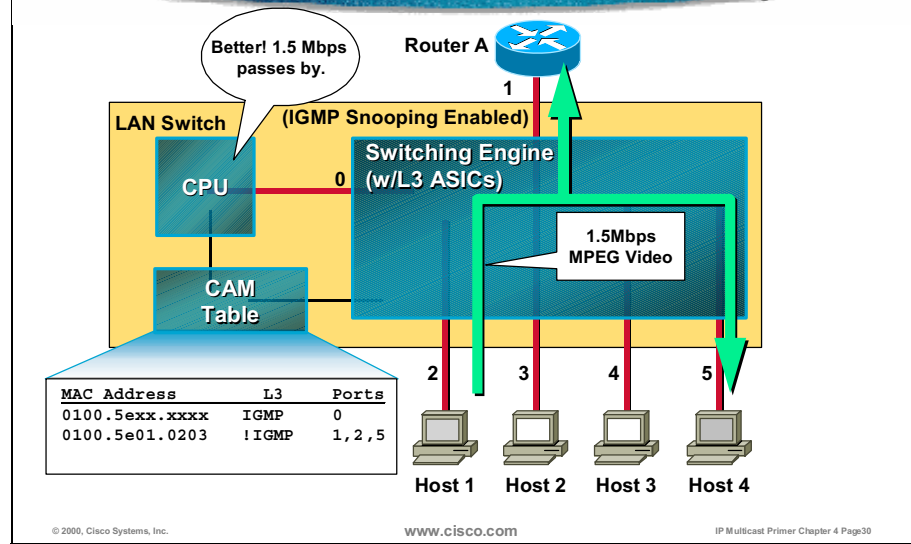 Better! 1.5 Mbps
passes by.
Router A
1
LAN Switch
(IGMP Snooping Enabled)
Switching Engine
(w/L3 ASICs)
CPU
0
1.5Mbps
MPEG Video
CAM
Table
2
3
4
5
MAC Address L3 Ports
0100.5exx.xxxx IGMP 0
0100.5e01.0203 !IGMP 1,2,5
Host 1
Host 2
Host 3
Host 4
© 2000, Cisco Systems, Inc.
www.cisco.com
IP Multicast Primer Chapter 4 Page30